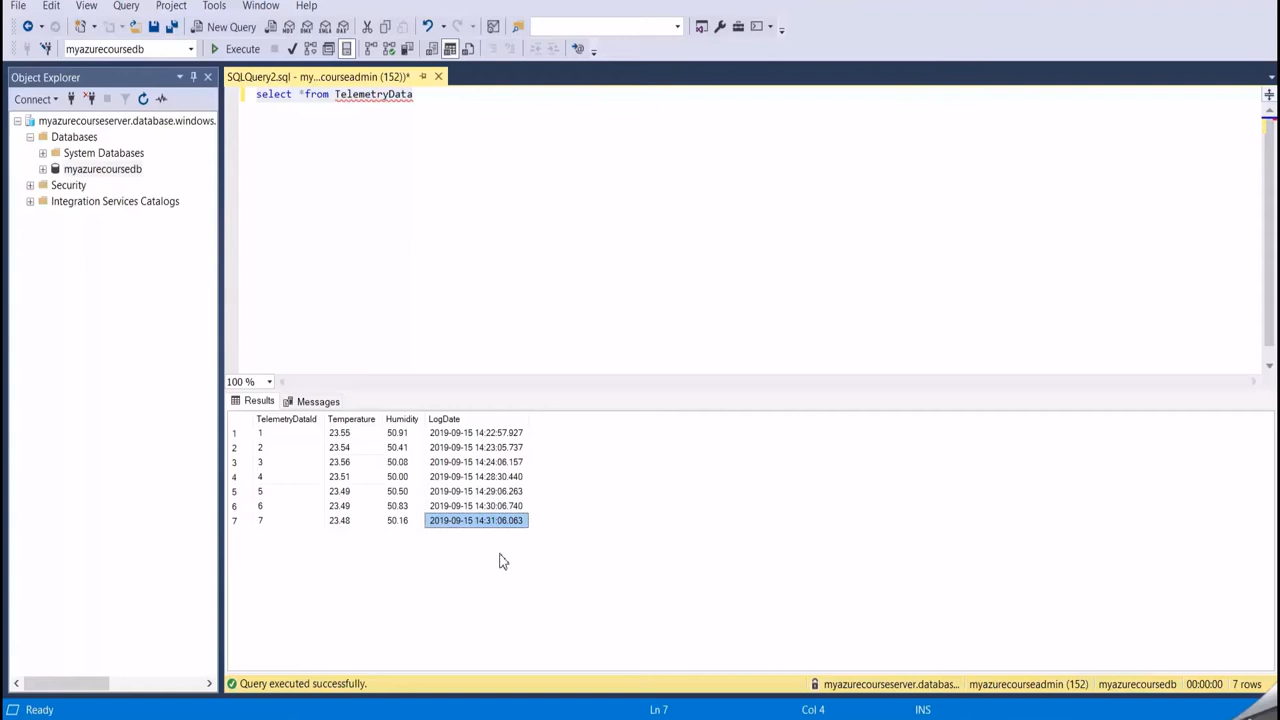 File Edit View Query Project Tools Window Help
New Query
myazurecoursedb Execute
Object Explorer
SQLQuery2.sql - my...courseadmin (152))*
Connect
select *from TelemetryData
myazurecourseserver.database.windows.
Databases
System Databases
myazurecoursedb
Security
Integration Services Catalogs
100 %
Results Messages
TelemetryDataId Temperature Humidity LogDate
1 1 23.55 50.91 2019-09-15 14:22:57.927
2 2 23.54 50.41 2019-09-15 14:23:05.737
3 3 23.56 50.08 2019-09-15 14:24:06.157
4 4 23.51 50.00 2019-09-15 14:28:30.440
5 5 23.49 50.50 2019-09-15 14:29:06.263
6 6 23.49 50.83 2019-09-15 14:30:06.740
7 7 23.48 50.16 2019-09-15 14:31:06.063
Query executed successfully. myazurecourseserver.databas... myazurecourseadmin (152) myazurecoursedb 00:00:00 7 rows
Ready Ln 7 Col 4 INS